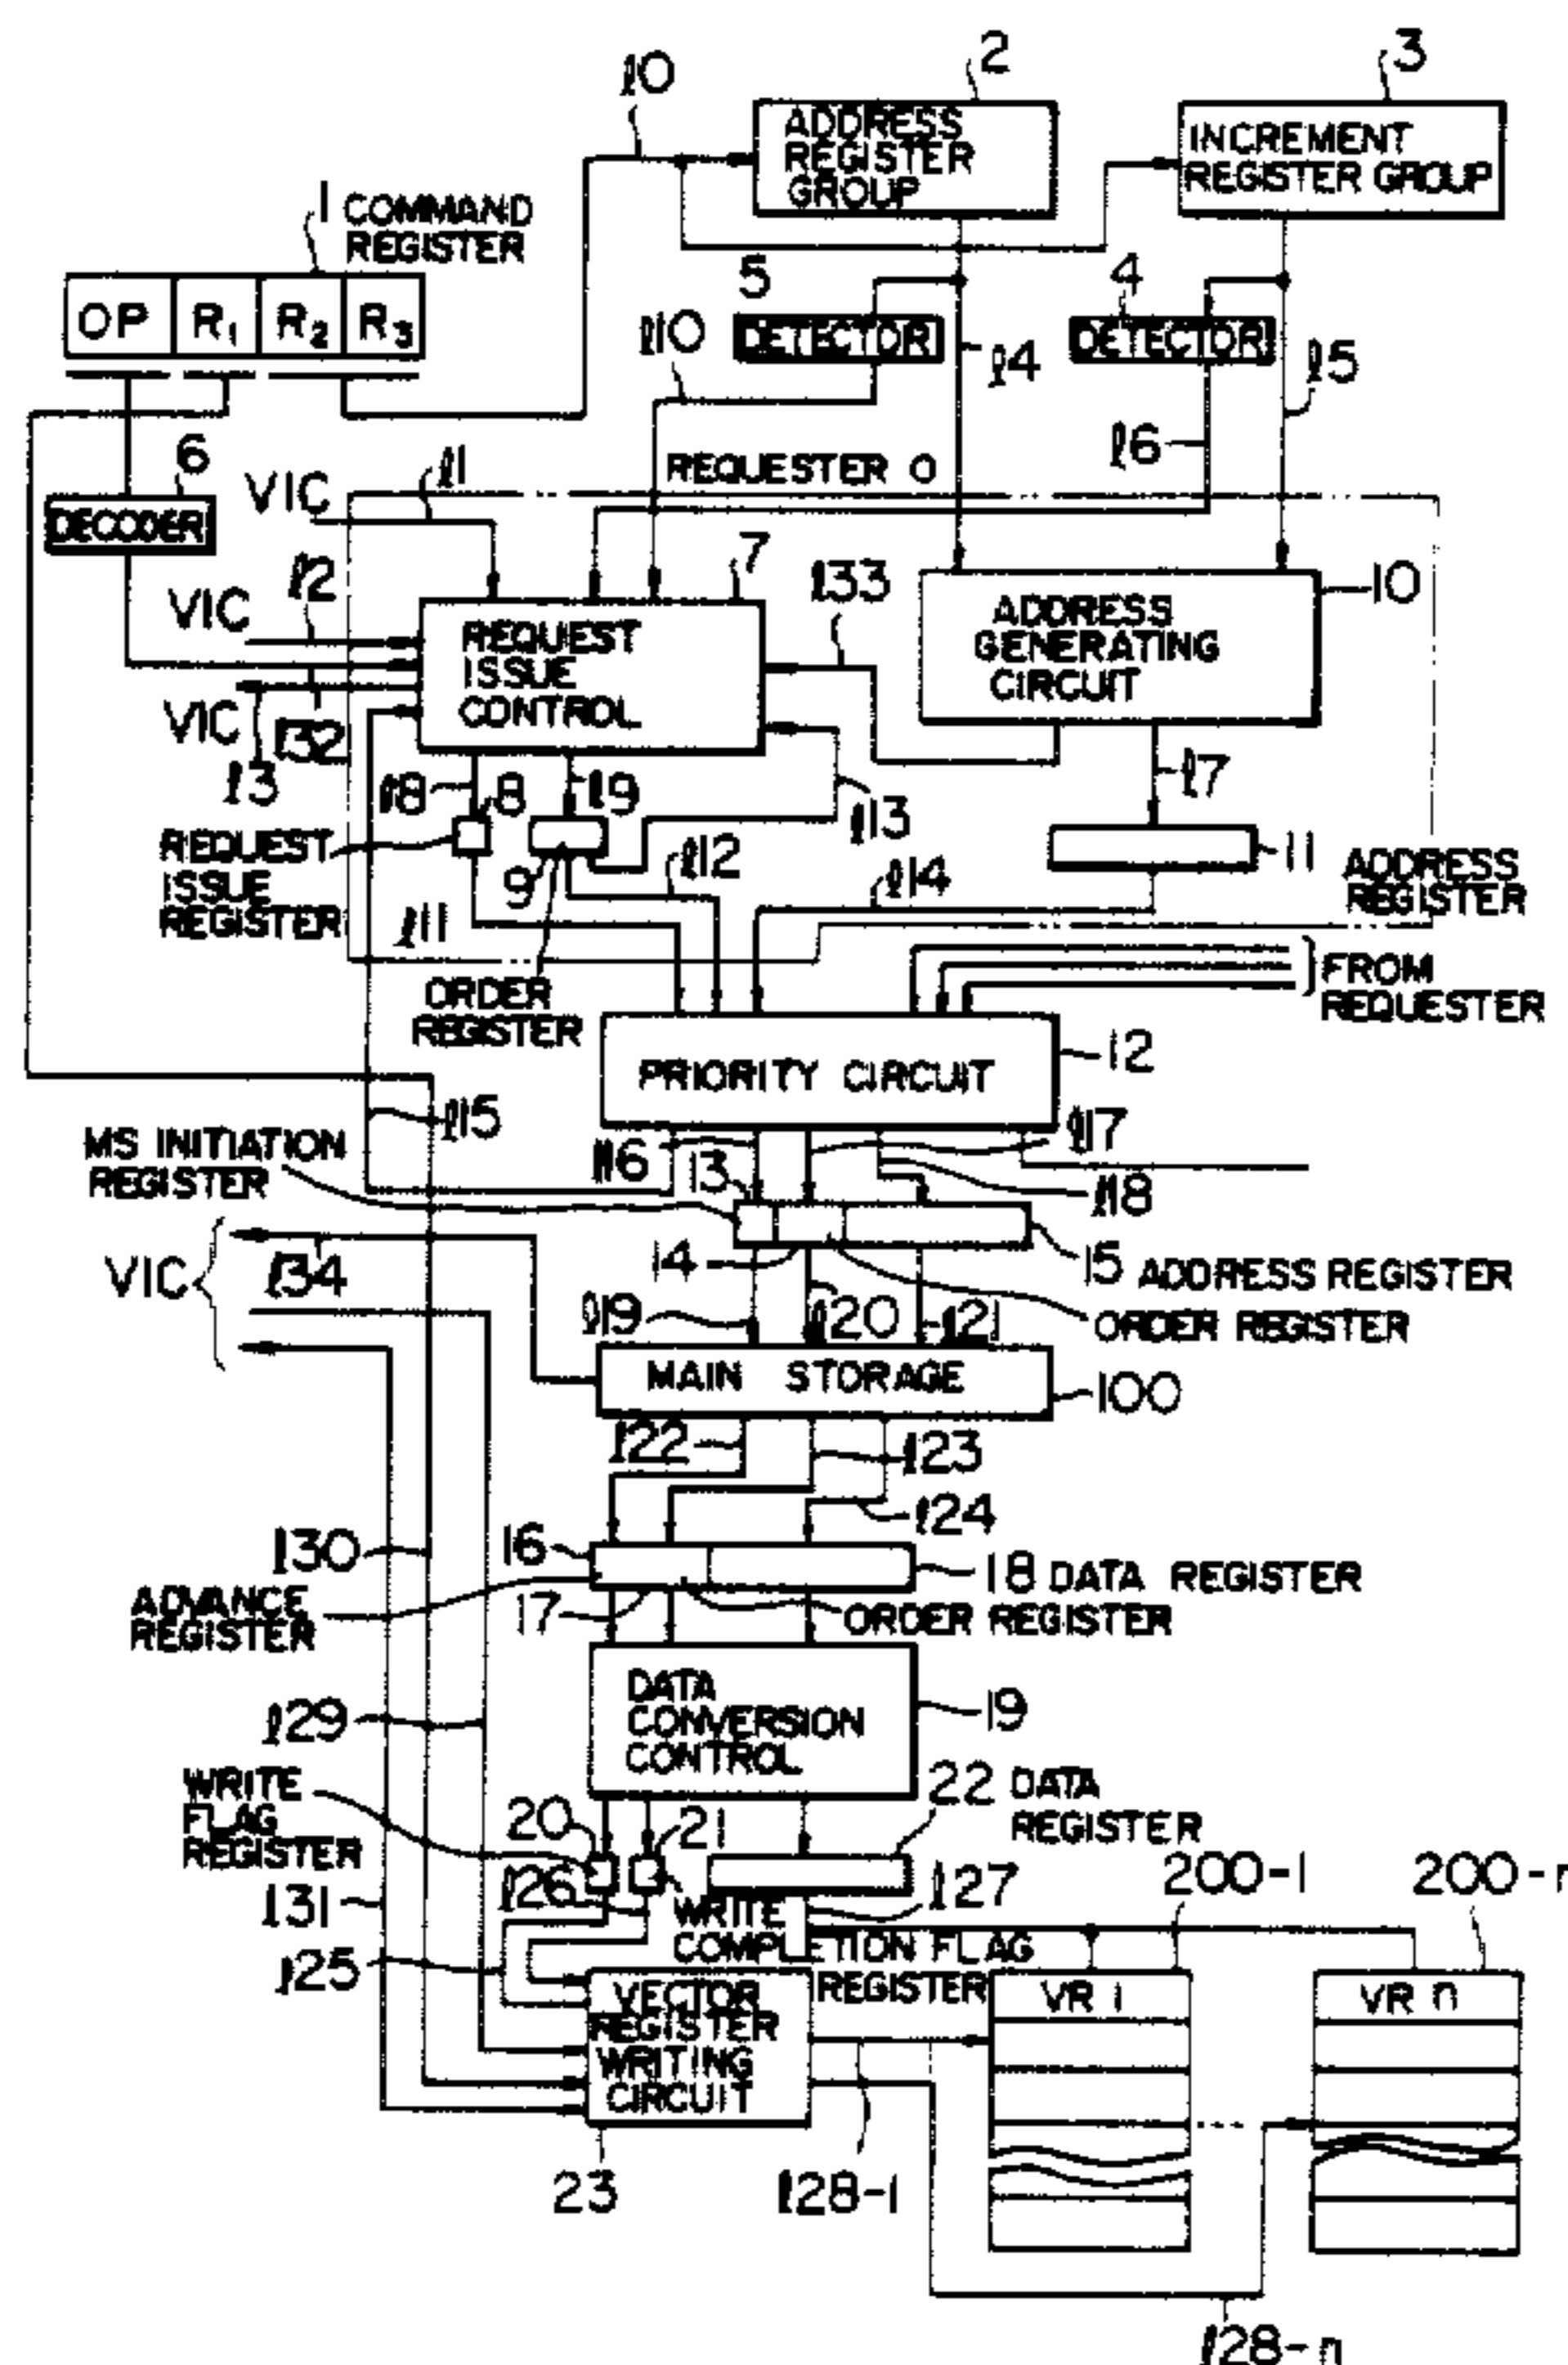 2
3
ℓ0
ADDRESS
REGISTER
GROUP
INCREMENT
REGISTER GROUP
1 COMMAND
REGISTER
OP R1 R2 R3
5
4
DETECTOR
DETECTOR
ℓ10
ℓ4
ℓ5
ℓ6
6
DECODER
REQUESTER 0
VIC
ℓ1
7
ℓ33
10
ℓ2
VIC
REQUEST
ISSUE
CONTROL
ADDRESS
GENERATING
CIRCUIT
VIC
ℓ32
ℓ3
ℓ8
8
ℓ9
ℓ13
ℓ7
REQUEST
ISSUE
REGISTER
9
ℓ12
ℓ14
11
ADDRESS
REGISTER
ℓ11
ORDER
REGISTER
FROM
REQUESTER
PRIORITY CIRCUIT
12
ℓ15
MS INITIATION
REGISTER
ℓ16
13
ℓ17
ℓ18
14
15 ADDRESS REGISTER
VIC
ℓ34
ℓ19
ℓ20
ℓ21
ORDER REGISTER
MAIN STORAGE
100
ℓ22
ℓ23
ℓ24
130
16
18 DATA REGISTER
ADVANCE
REGISTER
17
ORDER REGISTER
DATA
CONVERSION
CONTROL
19
ℓ29
WRITE
FLAG
REGISTER
20
21
22 DATA
REGISTER
131
ℓ26
ℓ27
200-1
200-n
WRITE
COMPLETION FLAG
REGISTER
ℓ25
VECTOR
REGISTER
WRITING
CIRCUIT
VR 1
VR n
23
ℓ28-1
ℓ28-n